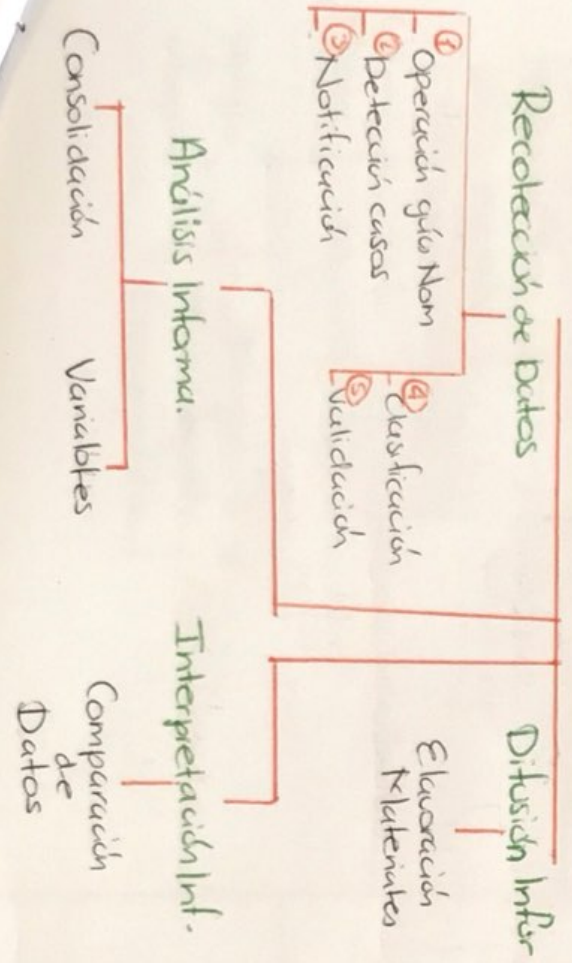 Recolección de Datos
① Operación guía Nom
② Detección casos
③ Notificación
④ Clasificación
⑤ Validación
Difusión Infor
Elavoración
Materiales
Análisis Informa.
Consolidación
Variables
Interpretación Inf.
Comparación
de
Datos